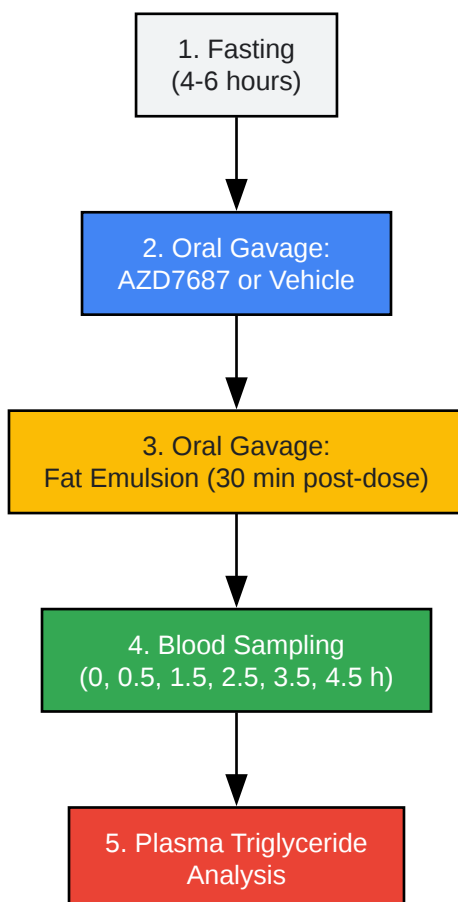 1. Fasting
(4-6 hours)
2. Oral Gavage:
AZD7687 or Vehicle
3. Oral Gavage:
Fat Emulsion (30 min post-dose)
4. Blood Sampling
(0, 0.5, 1.5, 2.5, 3.5, 4.5 h)
5. Plasma Triglyceride
Analysis